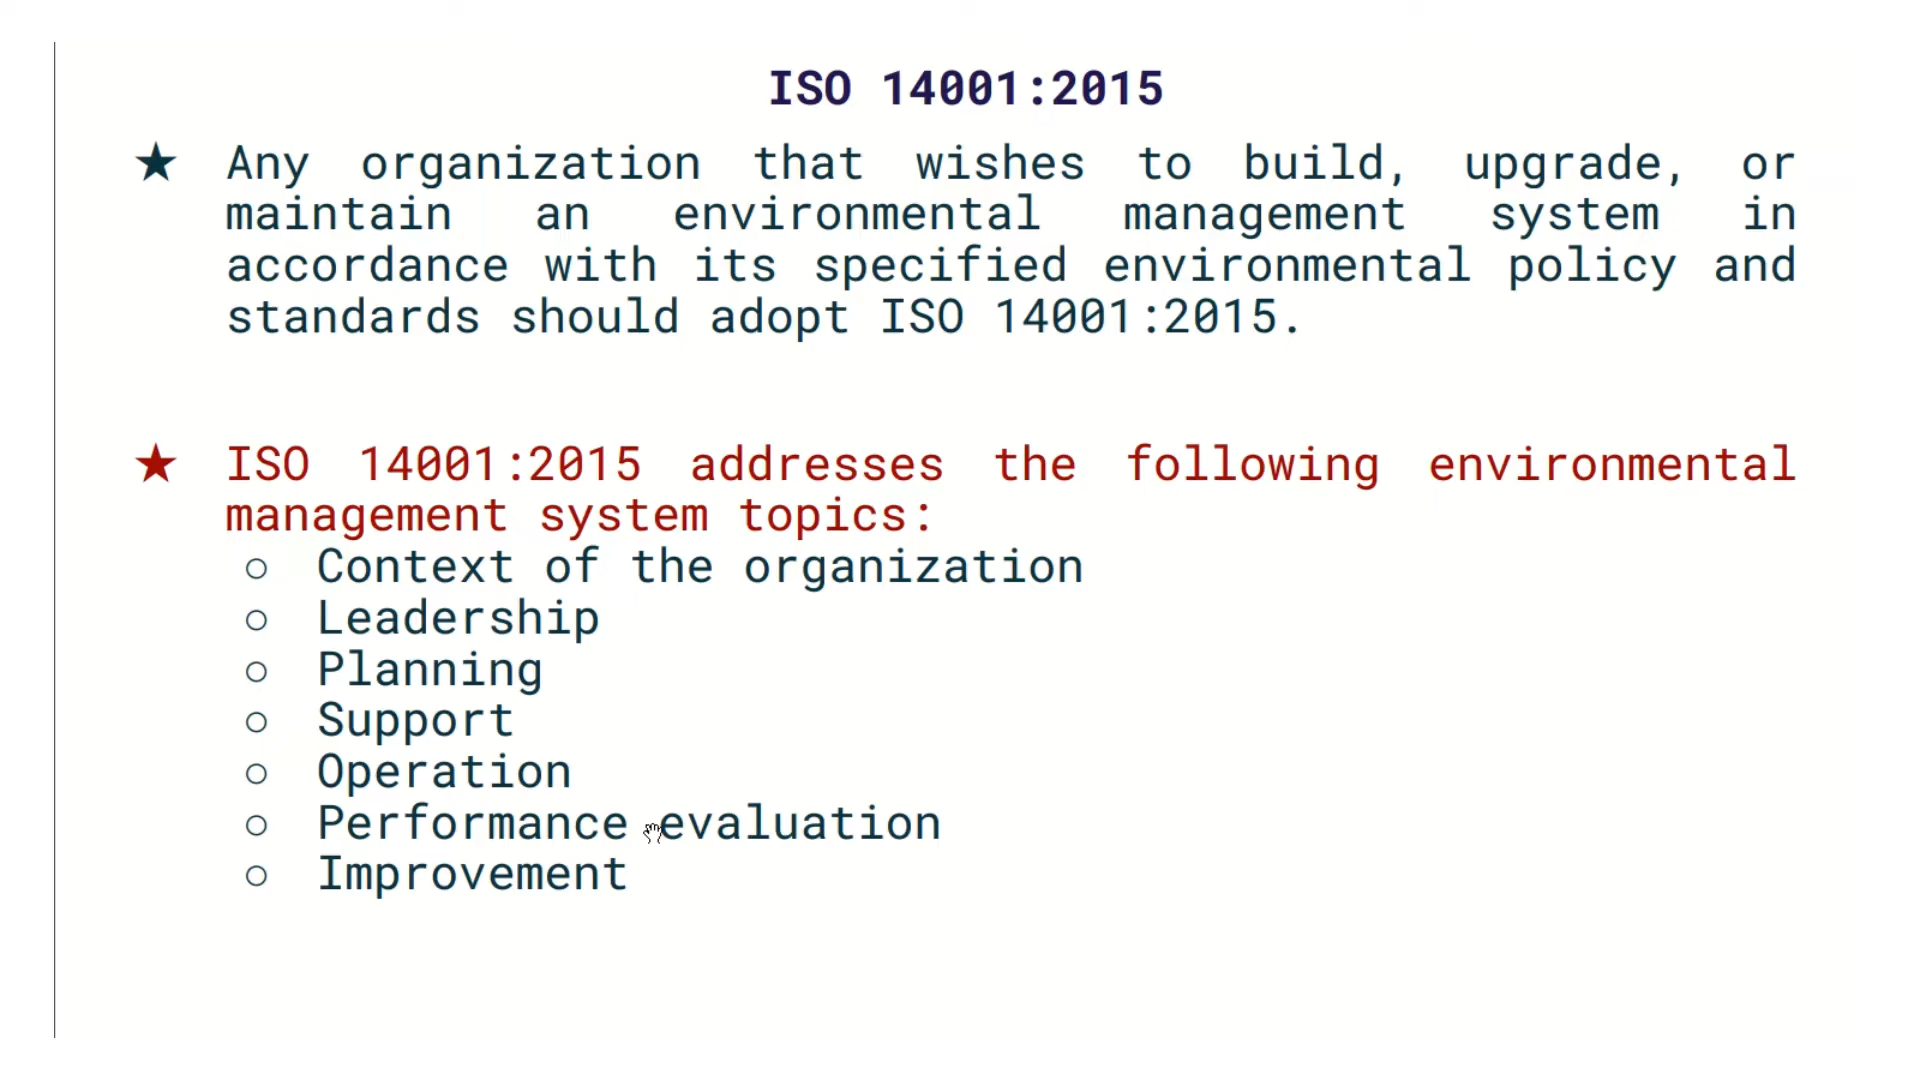 ISO 14001:2015
★ Any organization that wishes to build, upgrade, or
maintain an environmental management system in
accordance with its specified environmental policy and
standards should adopt ISO 14001:2015.
★ ISO 14001:2015 addresses the following environmental
management system topics:
○ Context of the organization
○ Leadership
○ Planning
○ Support
○ Operation
○ Performance evaluation
○ Improvement